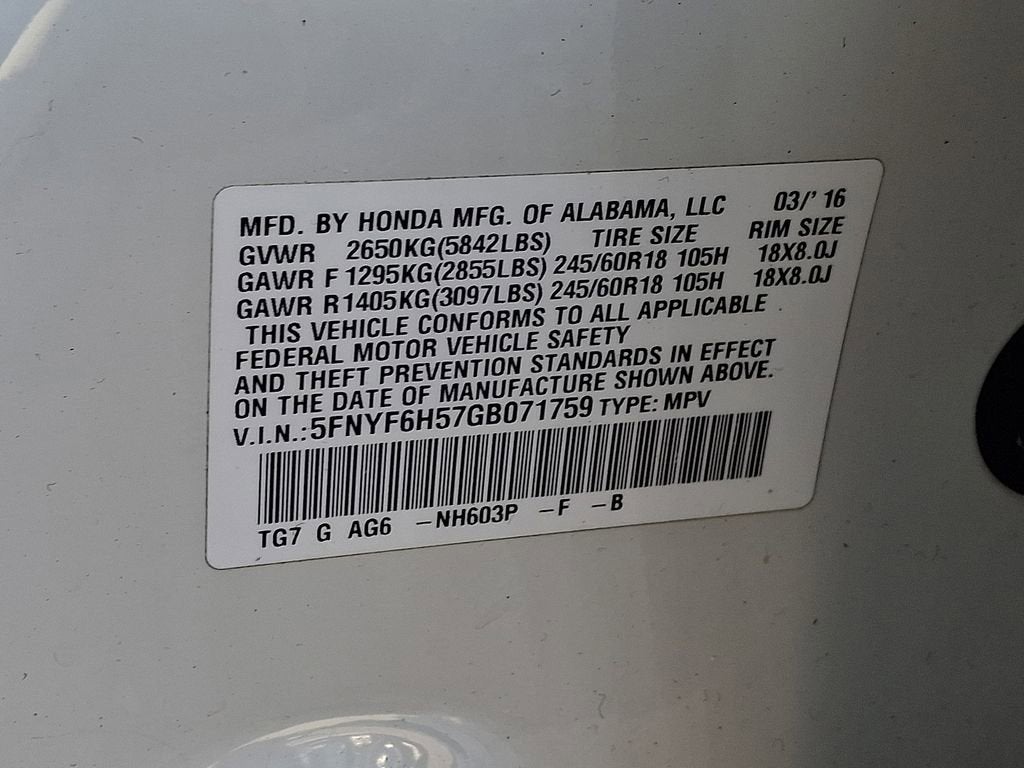 MFD. BY HONDA MFG. OF ALABAMA, LLC 03/' 16
GVWR 2650KG(5842LBS) TIRE SIZE RIM SIZE
GAWR F 1295KG(2855LBS) 245/60R18 105H 18X8.0J
GAWR R1405KG(3097LBS) 245/60R18 105H 18X8.0J
THIS VEHICLE CONFORMS TO ALL APPLICABLE
FEDERAL MOTOR VEHICLE SAFETY
AND THEFT PREVENTION STANDARDS IN EFFECT
ON THE DATE OF MANUFACTURE SHOWN ABOVE.
V.I.N.:5FNYF6H57GB071759 TYPE: MPV
TG7 G AG6 -NH603P -F -B